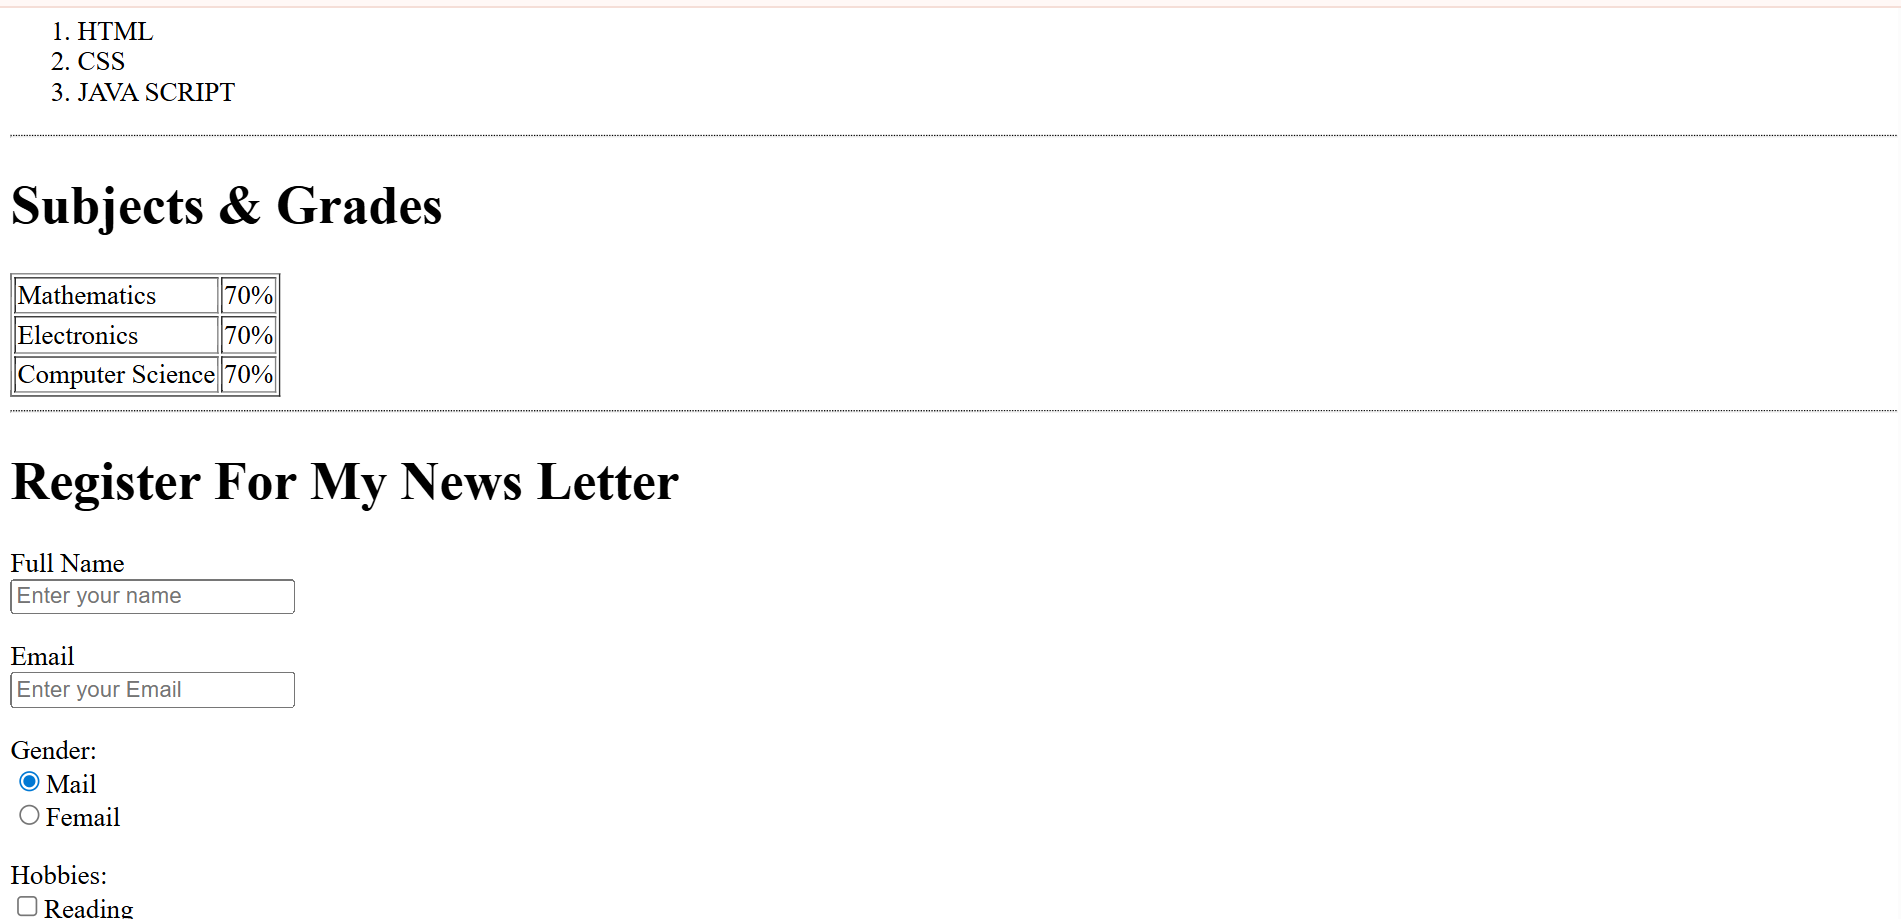 1. HTML
2. CSS
3. JAVA SCRIPT
Subjects & Grades
Mathematics 70%
Electronics 70%
Computer Science 70%
Register For My News Letter
Full Name
Enter your name
Email
Enter your Email
Gender:
Mail
Femail
Hobbies:
Reading